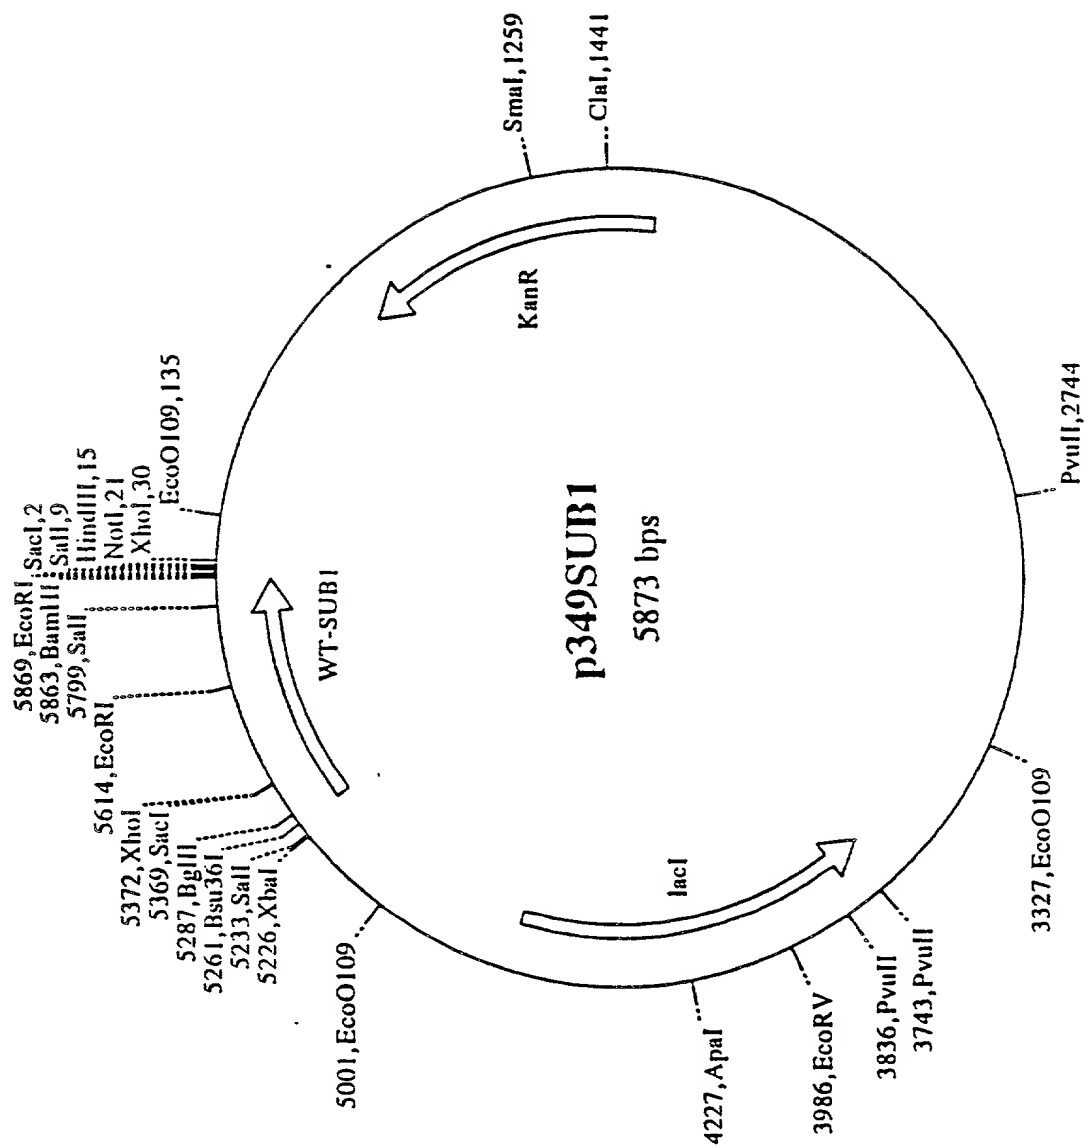 p349SUB1
5873 bps
SacI,2
SalI,9
HindIII,15
NotI,21
XhoI,30
EcoO109,135
SmaI,1259
ClaI,1441
PvuII,2744
3327,EcoO109
3743,PvuII
3836,PvuII
3986,EcoRV
4227,ApaI
5001,EcoO109
5226,XbaI
5233,SalI
5261,Bsu36I
5287,BglII
5369,SacI
5372,XhoI
5614,EcoRI
5799,SalI
5863,BamHI
5869,EcoRI
WT-SUB1
KanR
lacI